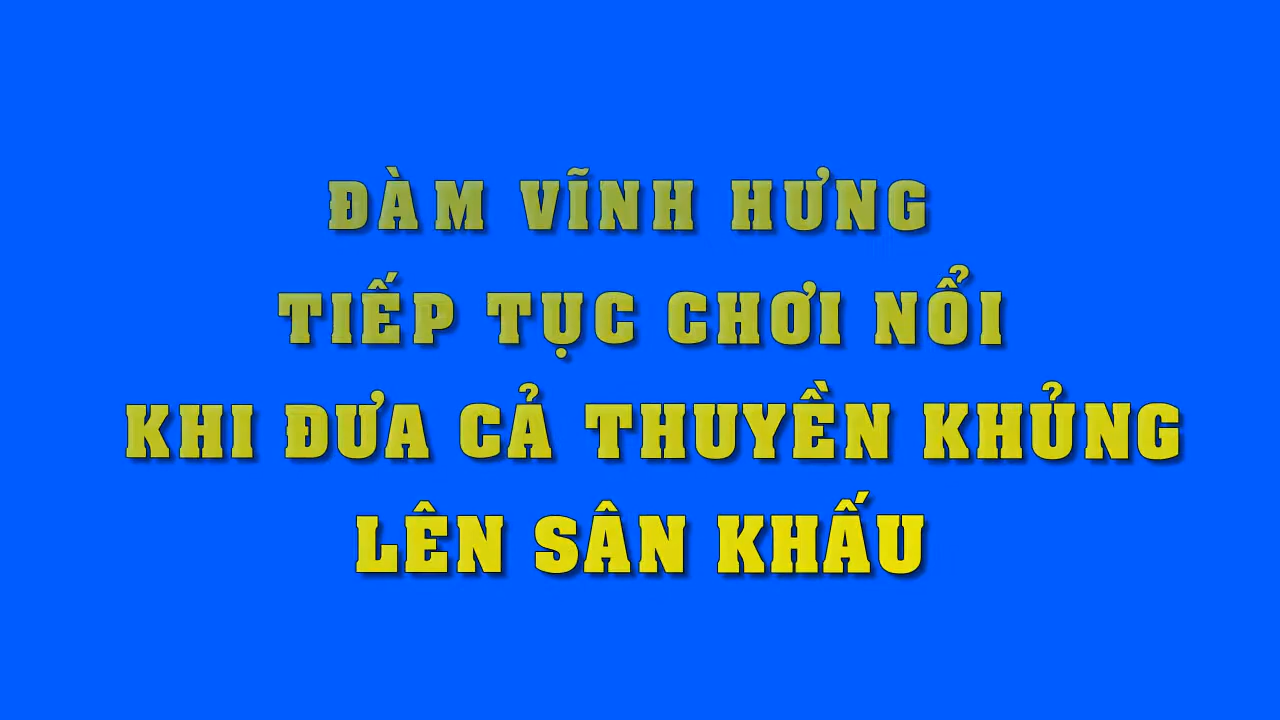 ĐÀM VĨNH HƯNG
TIẾP TỤC CHƠI NỔI
KHI ĐƯA CẢ THUYỀN KHỦNG
LÊN SÂN KHẤU